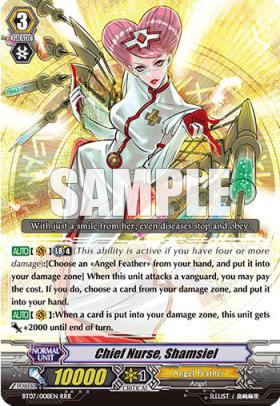 3
GRADE
SAMPLE
With just a smile from her, even diseases stop and obey.
AUTO [V] LB 4 (This ability is active if you have four or more
damage):[Choose an «Angel Feather» from your hand, and put it into
your damage zone] When this unit attacks a vanguard, you may pay
the cost. If you do, choose a card from your damage zone, and put it
into your hand.
AUTO [V]:When a card is put into your damage zone, this unit gets
+2000 until end of turn.
NORMAL
UNIT
Chief Nurse, Shamsiel
POWER
10000
1
CRITICAL
Angel Feather
Angel
BT07/008EN RRR
ILLUST / 島崎麻里